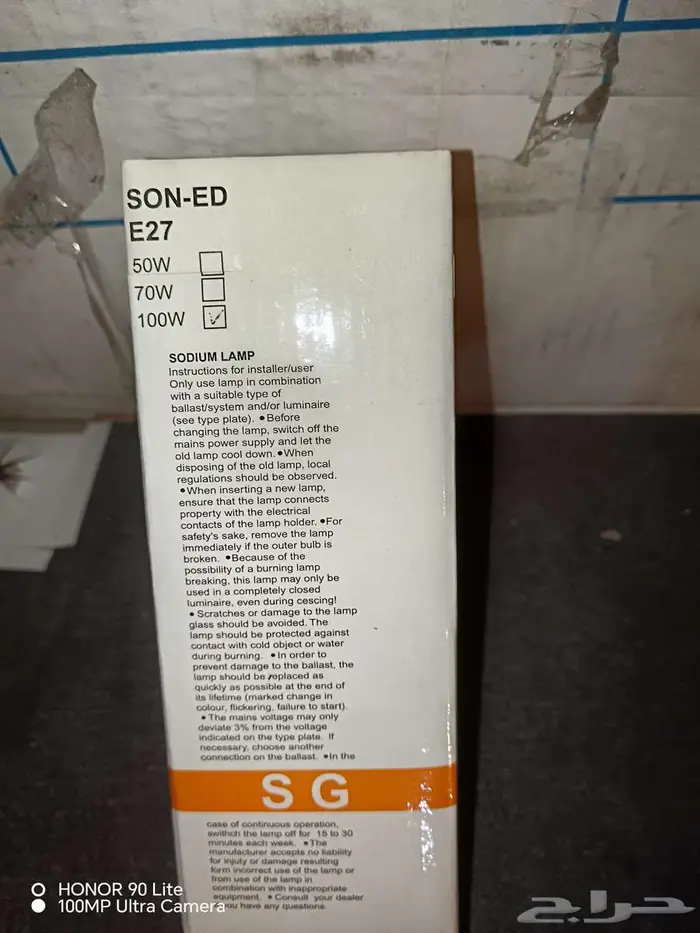 SON-ED
E27
50W
70W
100W
SODIUM LAMP
Instructions for installer/user
Only use lamp in combination
with a suitable type of
ballast/system and/or luminaire
(see type plate). •Before
changing the lamp, switch off the
mains power supply and let the
old lamp cool down. •When
disposing of the old lamp, local
regulations should be observed.
•When inserting a new lamp,
ensure that the lamp connects
property with the electrical
contacts of the lamp holder. •For
safety's sake, remove the lamp
immediately if the outer bulb is
broken. •Because of the
possibility of a burning lamp
breaking, this lamp may only be
used in a completely closed
luminaire, even during cescing!
• Scratches or damage to the lamp
glass should be avoided. The
lamp should be protected against
contact with cold object or water
during burning. •In order to
prevent damage to the ballast, the
lamp should be replaced as
quickly as possible at the end of
its lifetime (marked change in
colour, flickering, failure to start).
• The mains voltage may only
deviate 3% from the voltage
indicated on the type plate. If
necessary, choose another
connection on the ballast. •In the
SG
case of continuous operation,
swithch the lamp off for 15 to 30
minutes each week. •The
manufacturer accepts no liability
for injuty or damage resulting
form incorrect use of the lamp or
from use of the lamp in
combination with inappropriate
equipment. • Consult your dealer
you have any questions.
HONOR 90 Lite
100MP Ultra Camera
حراج